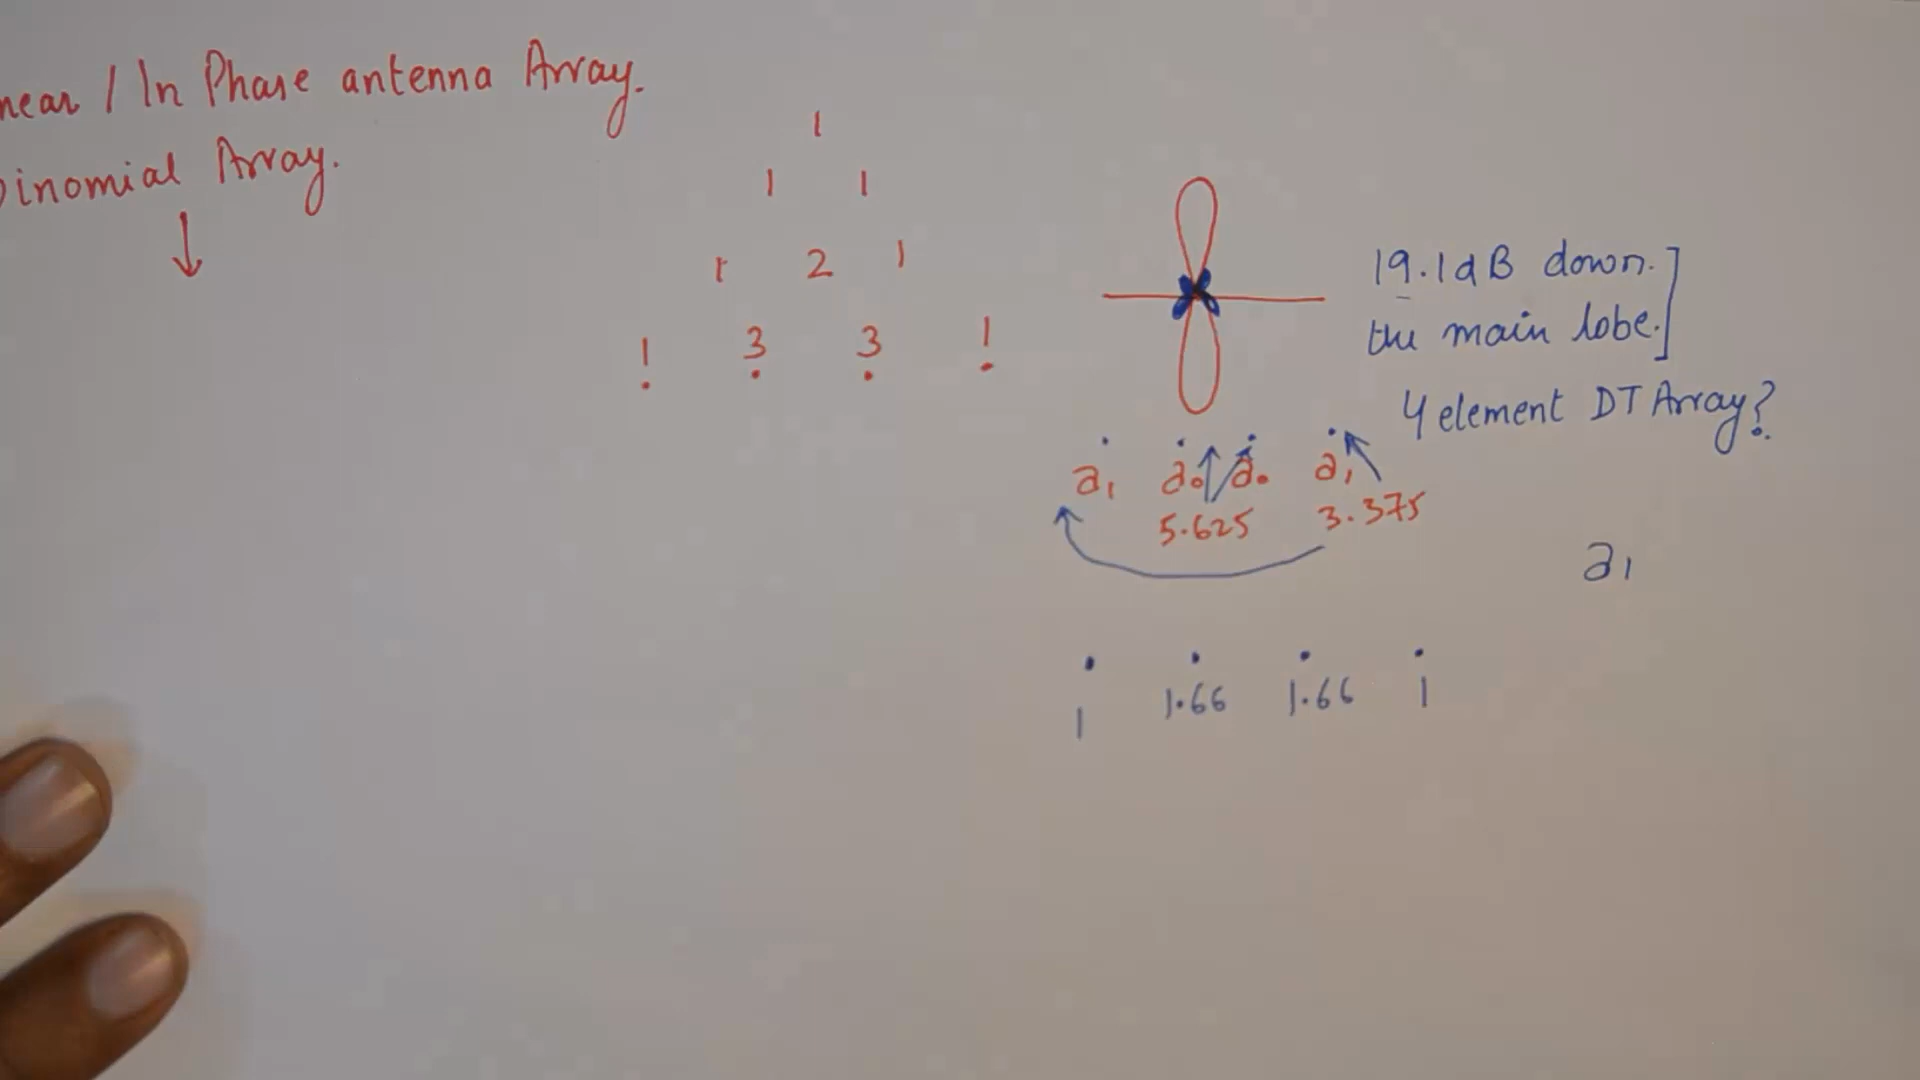 near / In Phase antenna Array.
binomial Array.
1
1 1
1 2 1
1 3 3 1
19.1dB down.
the main lobe.
4 element DT Array?
a₁ a₀ a₀ a₁
5.625 3.375
a₁
1 1.66 1.66 1